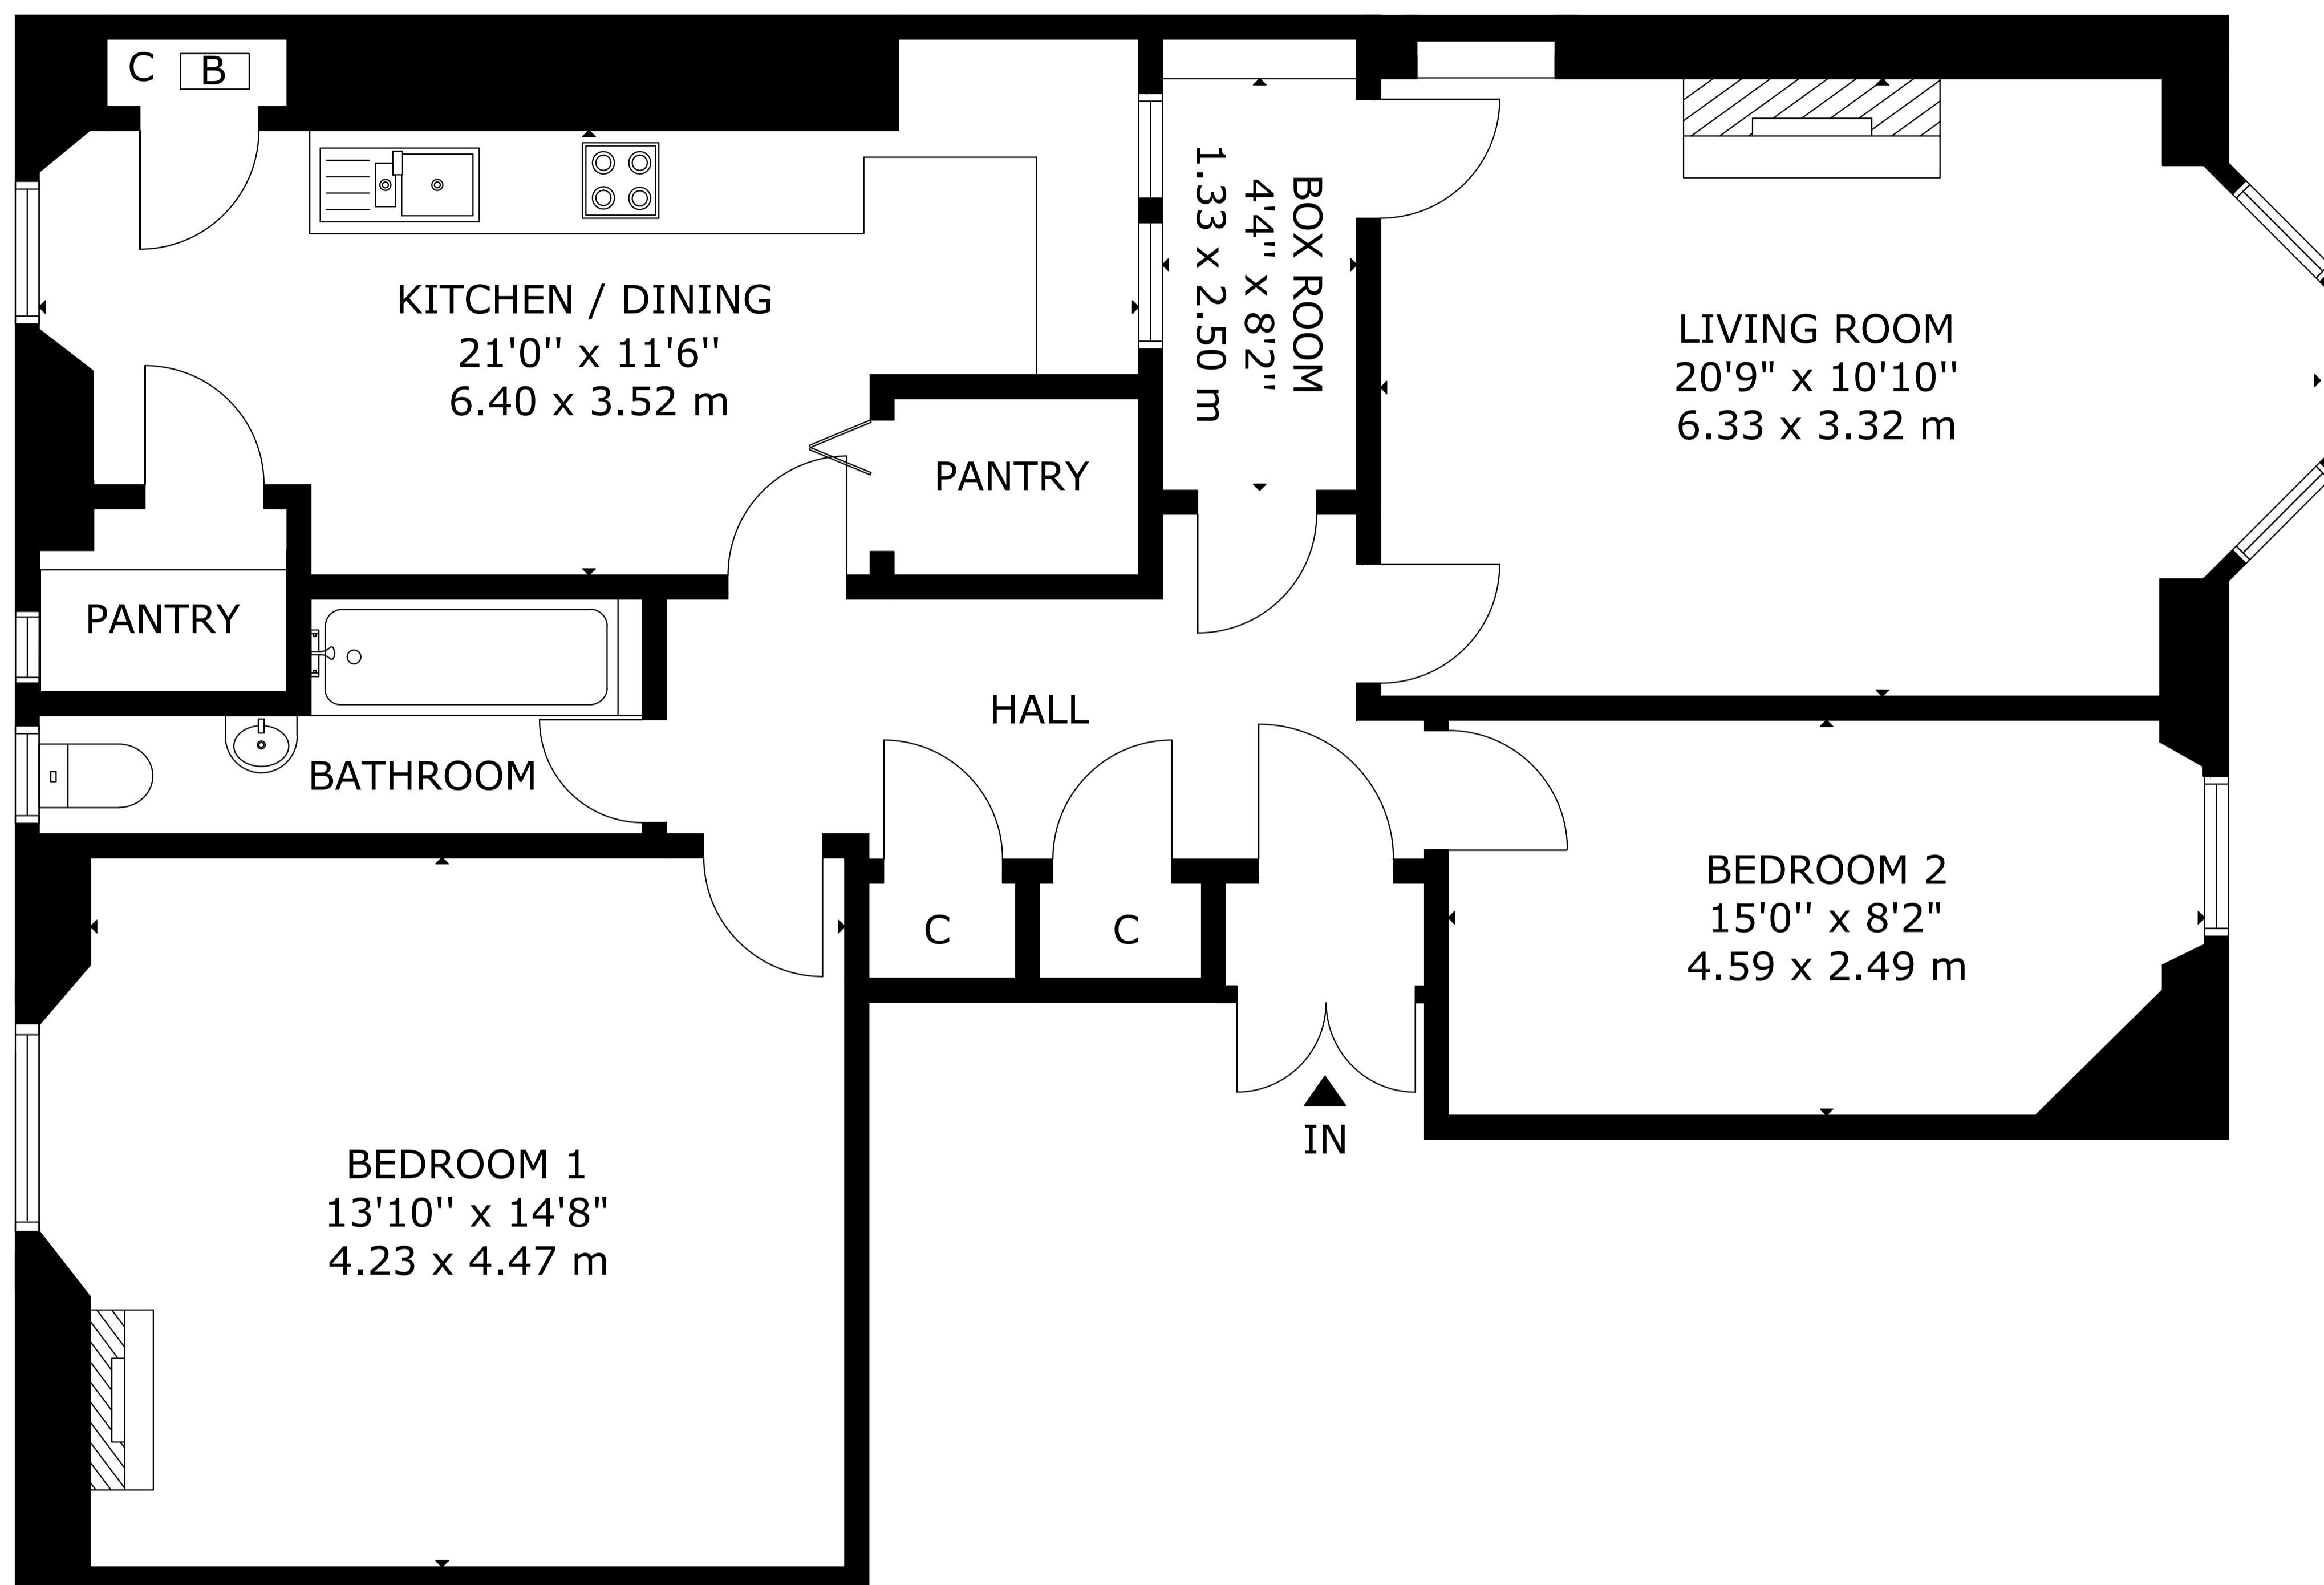 C
B
KITCHEN / DINING
21'0'' x 11'6''
6.40 x 3.52 m
BOX ROOM
4'4" x 8'2"
1.33 x 2.50 m
LIVING ROOM
20'9" x 10'10''
6.33 x 3.32 m
PANTRY
PANTRY
HALL
BATHROOM
BEDROOM 2
15'0'' x 8'2"
4.59 x 2.49 m
C
C
IN
BEDROOM 1
13'10'' x 14'8"
4.23 x 4.47 m